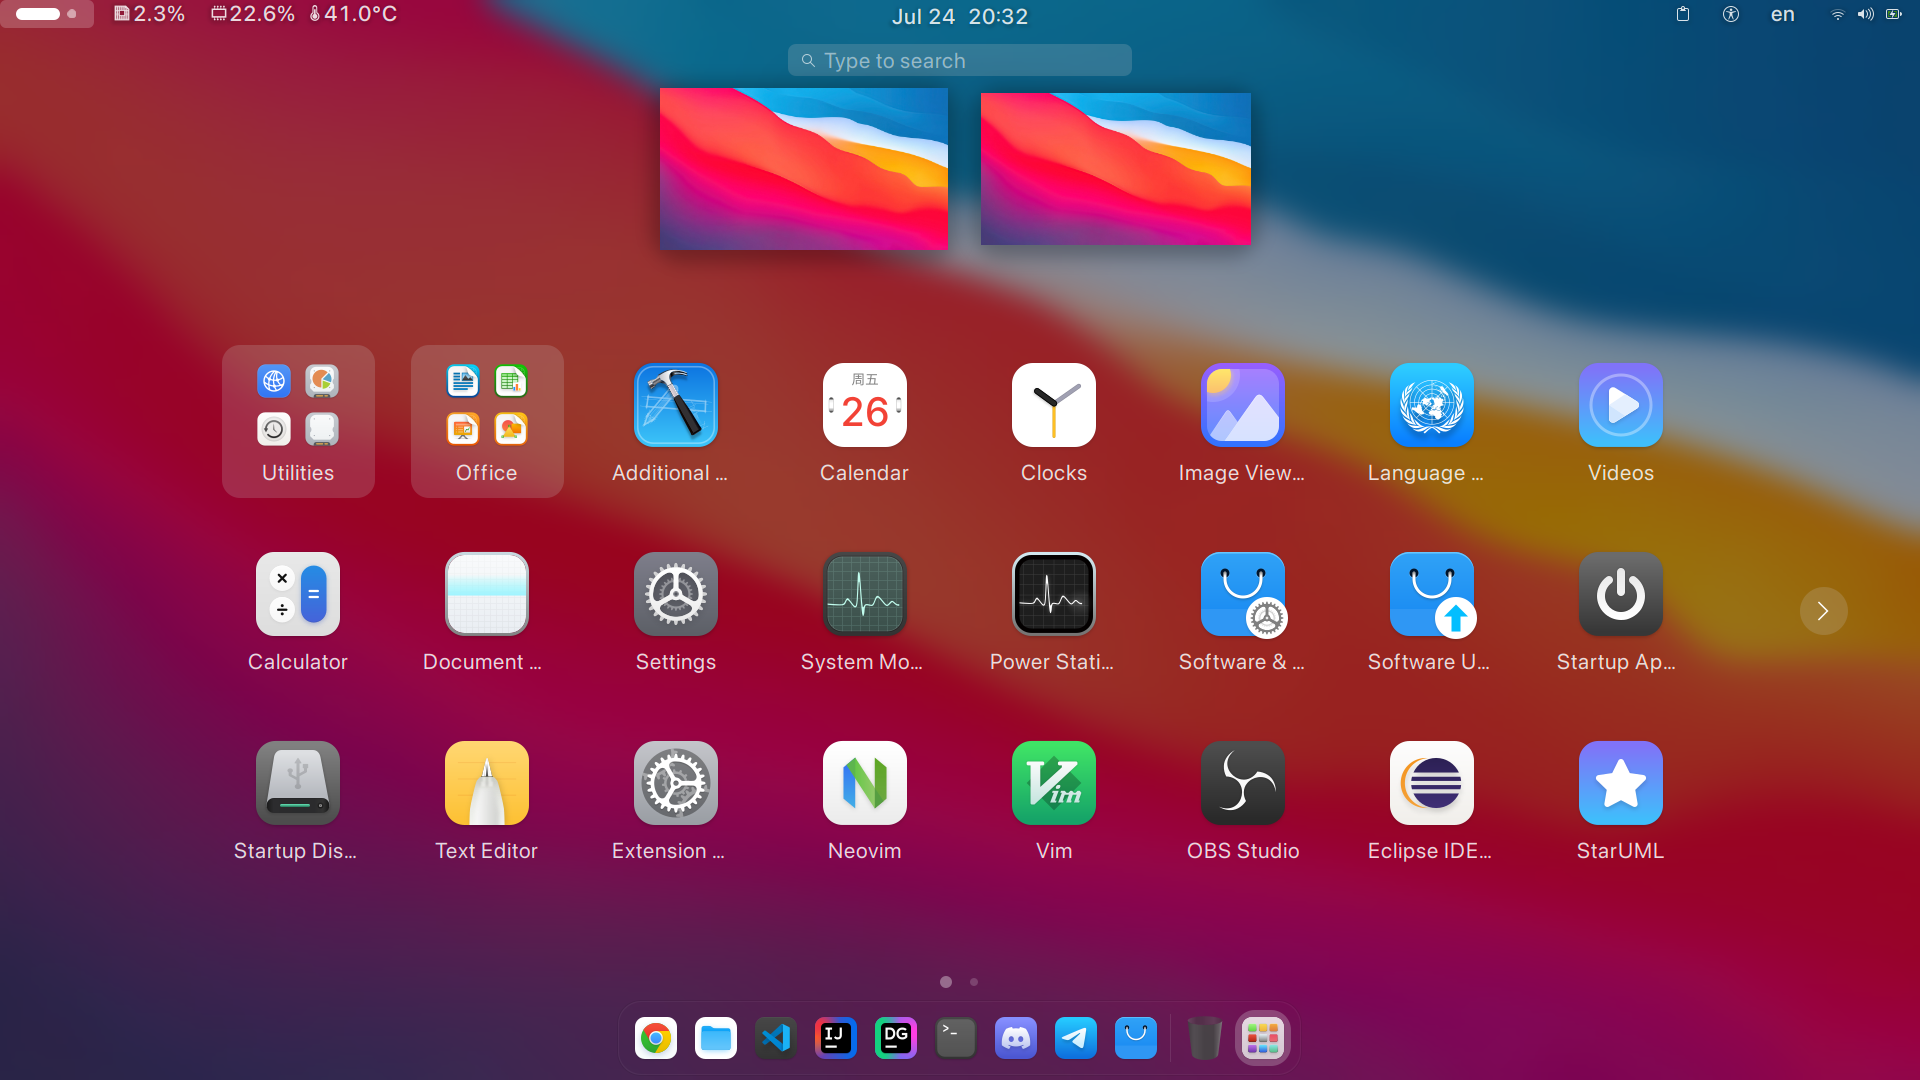 2.3%
22.6%
41.0°C
Jul 24 20:32
en
Type to search
周五
26
Utilities
Office
Additional ...
Calendar
Clocks
Image View...
Language ...
Videos
Calculator
Document ...
Settings
System Mo...
Power Stati...
Software & ...
Software U...
Startup Ap...
Vim
Startup Dis...
Text Editor
Extension ...
Neovim
Vim
OBS Studio
Eclipse IDE...
StarUML
IJ
DG
>_